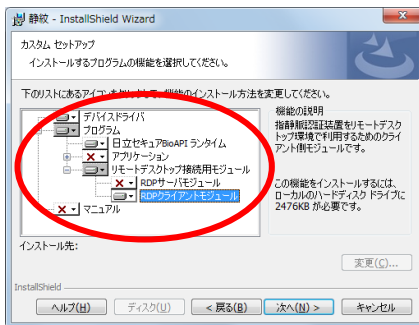 静紋 - InstallShield Wizard
カスタム セットアップ
インストールするプログラムの機能を選択してください。
下のリストにあるアイコンをクリックして、機能のインストール方法を変更してください。
デバイスドライバ
プログラム
日立セキュアBioAPI ランタイム
アプリケーション
リモートデスクトップ接続用モジュール
RDPサーバモジュール
RDPクライアントモジュール
マニュアル
機能の説明
指静脈認証装置をリモートデスク
トップ環境で利用するためのクライ
アント側モジュールです。
この機能をインストールするには、
ローカルのハードディスク ドライブに
2476KB が必要です。
インストール先:
変更(C)...
InstallShield
ヘルプ(H)
ディスク(U)
< 戻る(B)
次へ(N) >
キャンセル